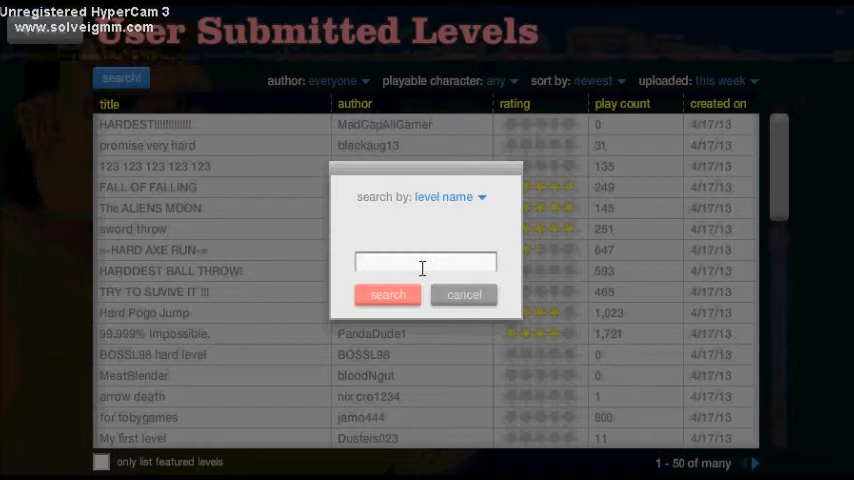 Unregistered HyperCam 3
www.solveigmm.com
User Submitted Levels
search!
author: everyone playable character: any sort by: newest uploaded: this week
title author rating play count created on
HARDEST!!!!!!!!!!!!! MadCapAllGamer 0 4/17/13
promise very hard blackaug13 31 4/17/13
123 123 123 123 123 135 4/17/13
FALL OF FALLING 249 4/17/13
The ALIENS MOON 145 4/17/13
sword throw 251 4/17/13
=-HARD AXE RUN-= 647 4/17/13
HARDDEST BALL THROW! 593 4/17/13
TRY TO SUVIVE IT !!! 465 4/17/13
Hard Pogo Jump 1,023 4/17/13
99.999% Impossible. PandaDude1 1,721 4/17/13
BOSSL98 hard level BOSSL98 0 4/17/13
MeatBlender bloodNgut 0 4/17/13
arrow death nix cro1234 1 4/17/13
for tobygames jamo444 800 4/17/13
My first level Dusters023 11 4/17/13
search by: level name
search cancel
only list featured levels 1 - 50 of many